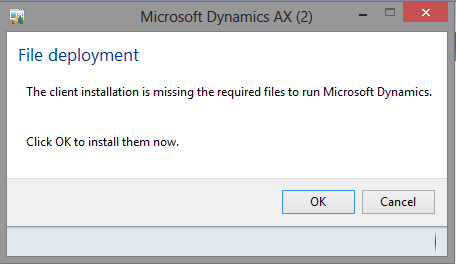 Microsoft Dynamics AX (2)
File deployment
The client installation is missing the required files to run Microsoft Dynamics.
Click OK to install them now.
OK
Cancel